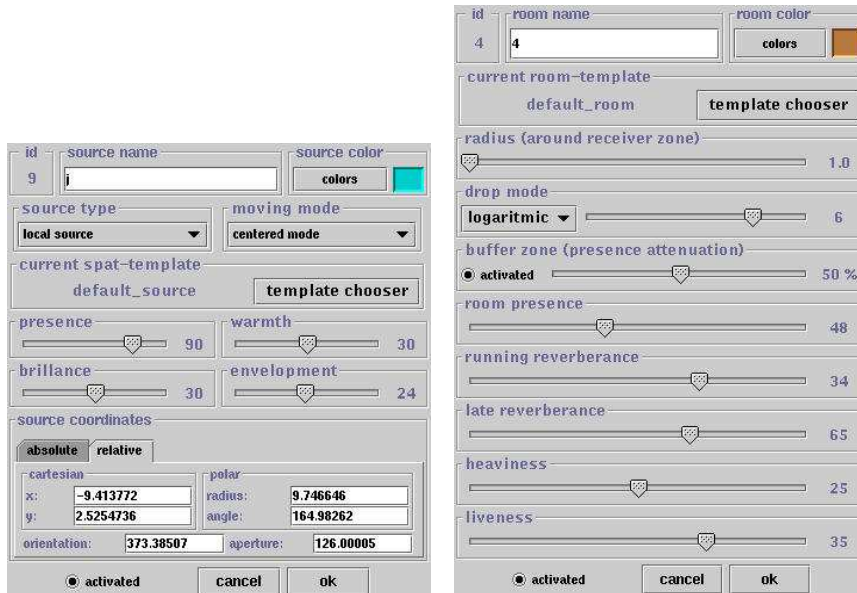 id
source name
source color
9
j
colors
source type
moving mode
local source
centered mode
current spat-template
default_source
template chooser
presence
warmth
90
30
brillance
envelopment
30
24
source coordinates
absolute
relative
cartesian
polar
x:
-9.413772
radius:
9.746646
y:
2.5254736
angle:
164.98262
orientation:
373.38507
aperture:
126.00005
activated
cancel
ok
id
room name
room color
4
4
colors
current room-template
default_room
template chooser
radius (around receiver zone)
1.0
drop mode
logaritmic
6
buffer zone (presence attenuation)
activated
50 %
room presence
48
running reverberance
34
late reverberance
65
heaviness
25
liveness
35
activated
cancel
ok